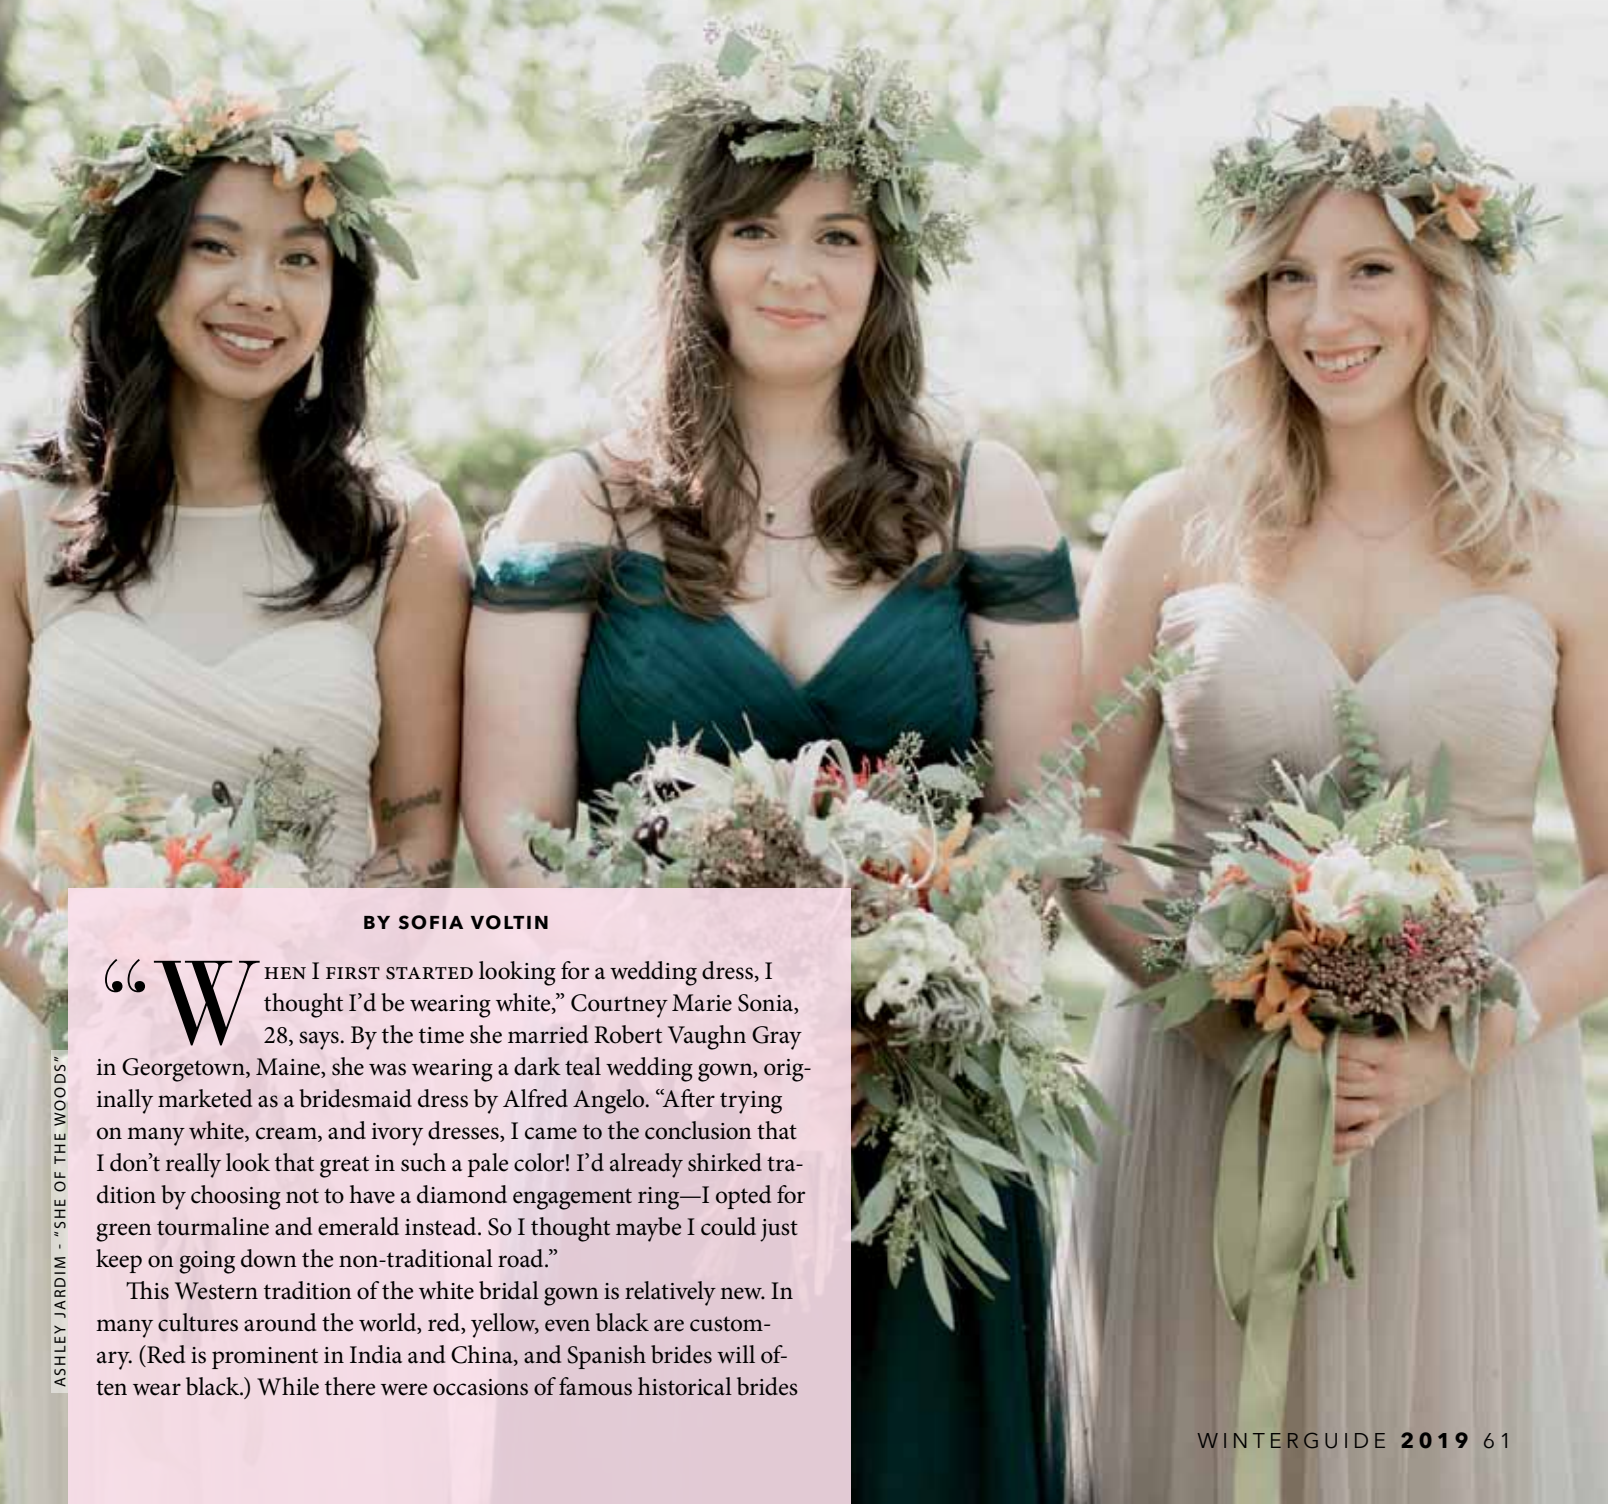 BY SOFIA VOLTIN
“WHEN I FIRST STARTED looking for a wedding dress, I
thought I’d be wearing white,” Courtney Marie Sonia,
28, says. By the time she married Robert Vaughn Gray
in Georgetown, Maine, she was wearing a dark teal wedding gown, orig-
inally marketed as a bridesmaid dress by Alfred Angelo. “After trying
on many white, cream, and ivory dresses, I came to the conclusion that
I don’t really look that great in such a pale color! I’d already shirked tra-
dition by choosing not to have a diamond engagement ring—I opted for
green tourmaline and emerald instead. So I thought maybe I could just
keep on going down the non-traditional road.”
This Western tradition of the white bridal gown is relatively new. In
many cultures around the world, red, yellow, even black are custom-
ary. (Red is prominent in India and China, and Spanish brides will of-
ten wear black.) While there were occasions of famous historical brides
ASHLEY JARDIM - “SHE OF THE WOODS”
WINTERGUIDE 2019 61